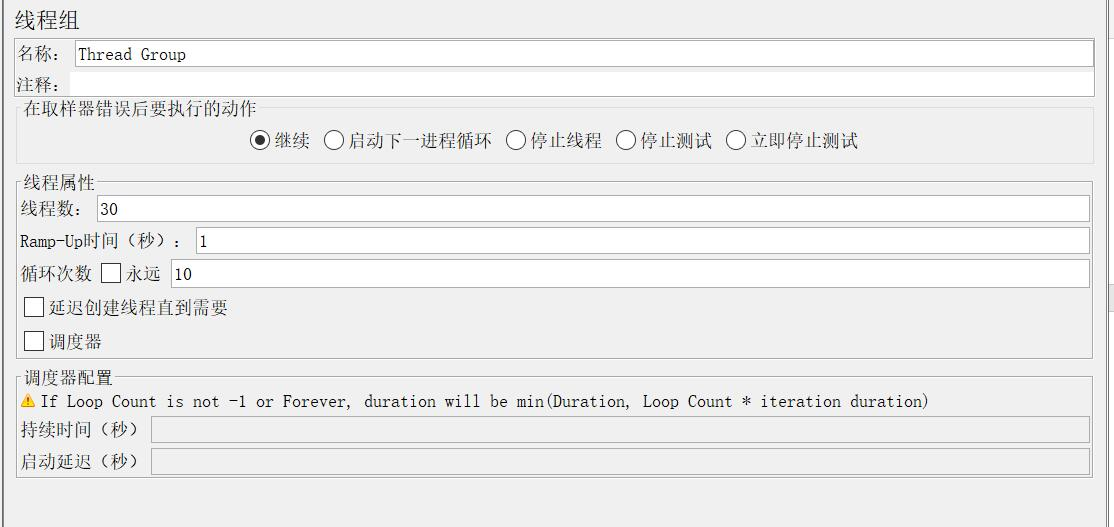 线程组
名称： Thread Group
注释：
在取样器错误后要执行的动作
继续 启动下一进程循环 停止线程 停止测试 立即停止测试
线程属性
线程数： 30
Ramp-Up时间（秒）： 1
循环次数 永远 10
延迟创建线程直到需要
调度器
调度器配置
If Loop Count is not -1 or Forever, duration will be min(Duration, Loop Count * iteration duration)
持续时间（秒）
启动延迟（秒）